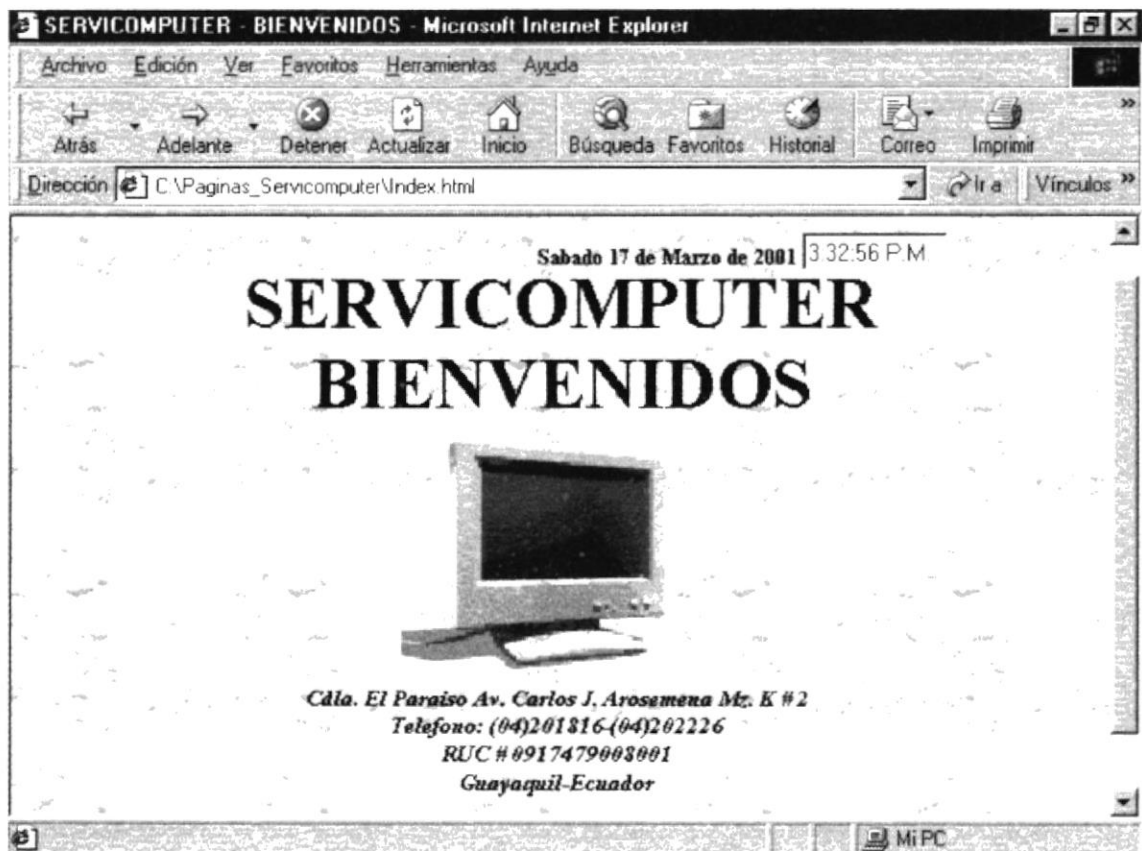 SERVICOMPUTER - BIENVENIDOS - Microsoft Internet Explorer
Archivo Edición Ver Favoritos Herramientas Ayuda
Atrás Adelante Detener Actualizar Inicio Búsqueda Favoritos Historial Correo Imprimir »
Dirección C:\Paginas_Servicomputer\Index.html Ir a Vínculos »
Sabado 17 de Marzo de 2001 3:32:56 P.M.
SERVICOMPUTER
BIENVENIDOS
Cdla. El Paraiso Av. Carlos J. Arosemena Mz. K # 2
Telefono: (04)201816-(04)202226
RUC # 0917479008001
Guayaquil-Ecuador
Mi PC